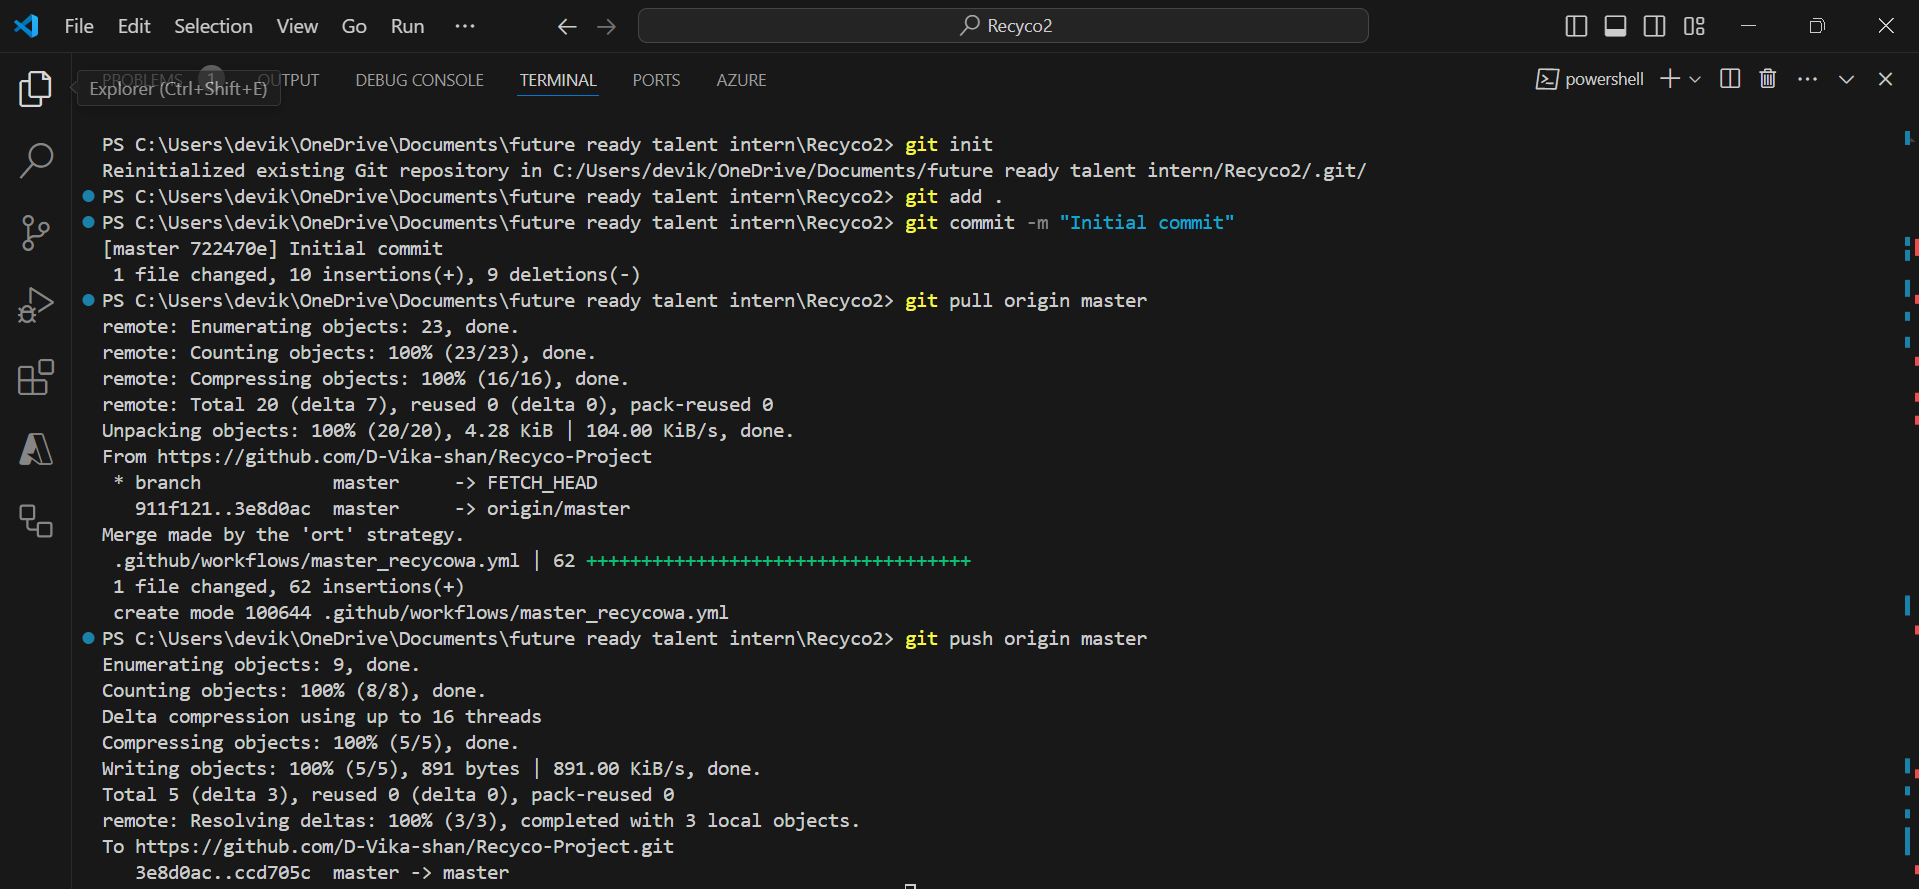 File Edit Selection View Go Run ··· Recyco2
PROBLEMS 1 OUTPUT DEBUG CONSOLE TERMINAL PORTS AZURE powershell
Explorer (Ctrl+Shift+E)
PS C:\Users\devik\OneDrive\Documents\future ready talent intern\Recyco2> git init
Reinitialized existing Git repository in C:/Users/devik/OneDrive/Documents/future ready talent intern/Recyco2/.git/
PS C:\Users\devik\OneDrive\Documents\future ready talent intern\Recyco2> git add .
PS C:\Users\devik\OneDrive\Documents\future ready talent intern\Recyco2> git commit -m "Initial commit"
[master 722470e] Initial commit
 1 file changed, 10 insertions(+), 9 deletions(-)
PS C:\Users\devik\OneDrive\Documents\future ready talent intern\Recyco2> git pull origin master
remote: Enumerating objects: 23, done.
remote: Counting objects: 100% (23/23), done.
remote: Compressing objects: 100% (16/16), done.
remote: Total 20 (delta 7), reused 0 (delta 0), pack-reused 0
Unpacking objects: 100% (20/20), 4.28 KiB | 104.00 KiB/s, done.
From https://github.com/D-Vika-shan/Recyco-Project
 * branch            master     -> FETCH_HEAD
   911f121..3e8d0ac  master     -> origin/master
Merge made by the 'ort' strategy.
 .github/workflows/master_recycowa.yml | 62 +++++++++++++++++++++++++++++++++++
 1 file changed, 62 insertions(+)
 create mode 100644 .github/workflows/master_recycowa.yml
PS C:\Users\devik\OneDrive\Documents\future ready talent intern\Recyco2> git push origin master
Enumerating objects: 9, done.
Counting objects: 100% (8/8), done.
Delta compression using up to 16 threads
Compressing objects: 100% (5/5), done.
Writing objects: 100% (5/5), 891 bytes | 891.00 KiB/s, done.
Total 5 (delta 3), reused 0 (delta 0), pack-reused 0
remote: Resolving deltas: 100% (3/3), completed with 3 local objects.
To https://github.com/D-Vika-shan/Recyco-Project.git
   3e8d0ac..ccd705c  master -> master